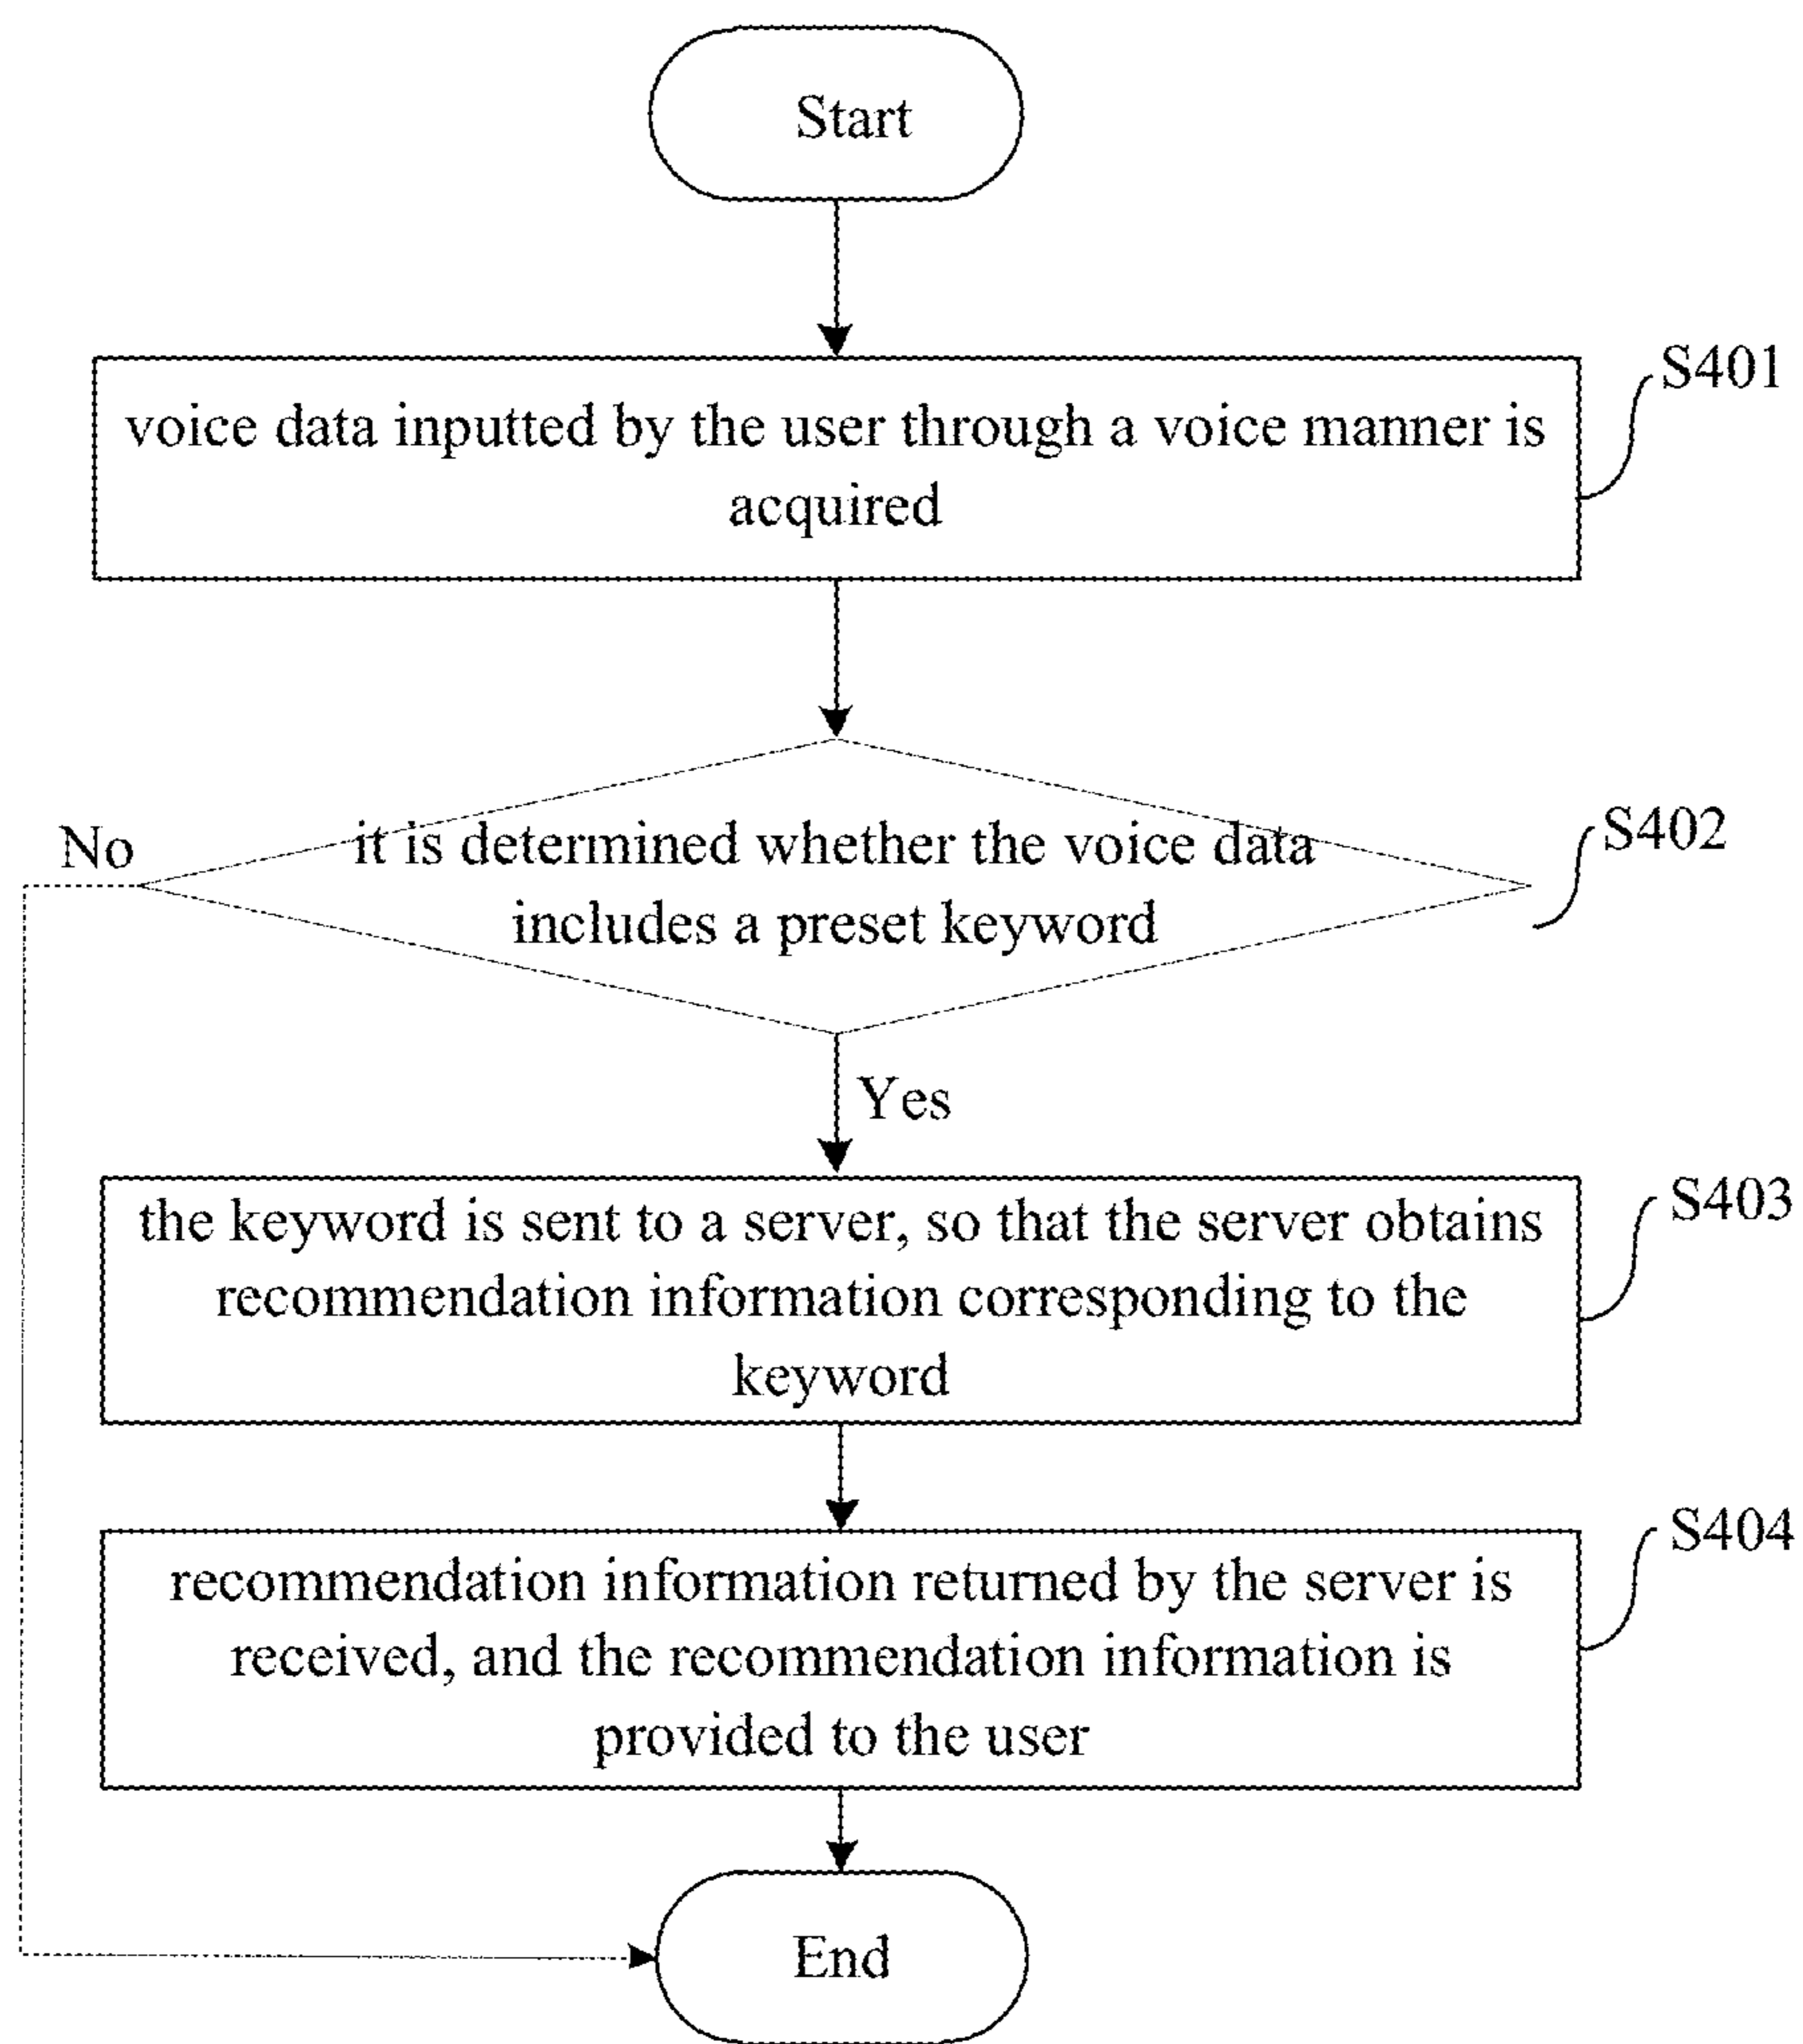 Start
S401
voice data inputted by the user through a voice manner is
acquired
No
it is determined whether the voice data
includes a preset keyword
S402
Yes
S403
the keyword is sent to a server, so that the server obtains
recommendation information corresponding to the
keyword
S404
recommendation information returned by the server is
received, and the recommendation information is
provided to the user
End